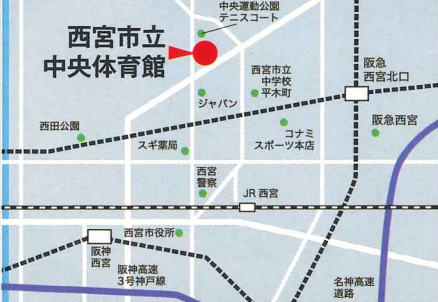 中央運動公園
テニスコート
西宮市立
中央体育館
阪急
西宮北口
西宮市立
中学校
平木町
ジャパン
西田公園
コナミ
スポーツ本店
阪急西宮
スギ薬局
西宮
警察
JR 西宮
西宮市役所
阪神
西宮
阪神高速
3号神戸線
名神高速
道路